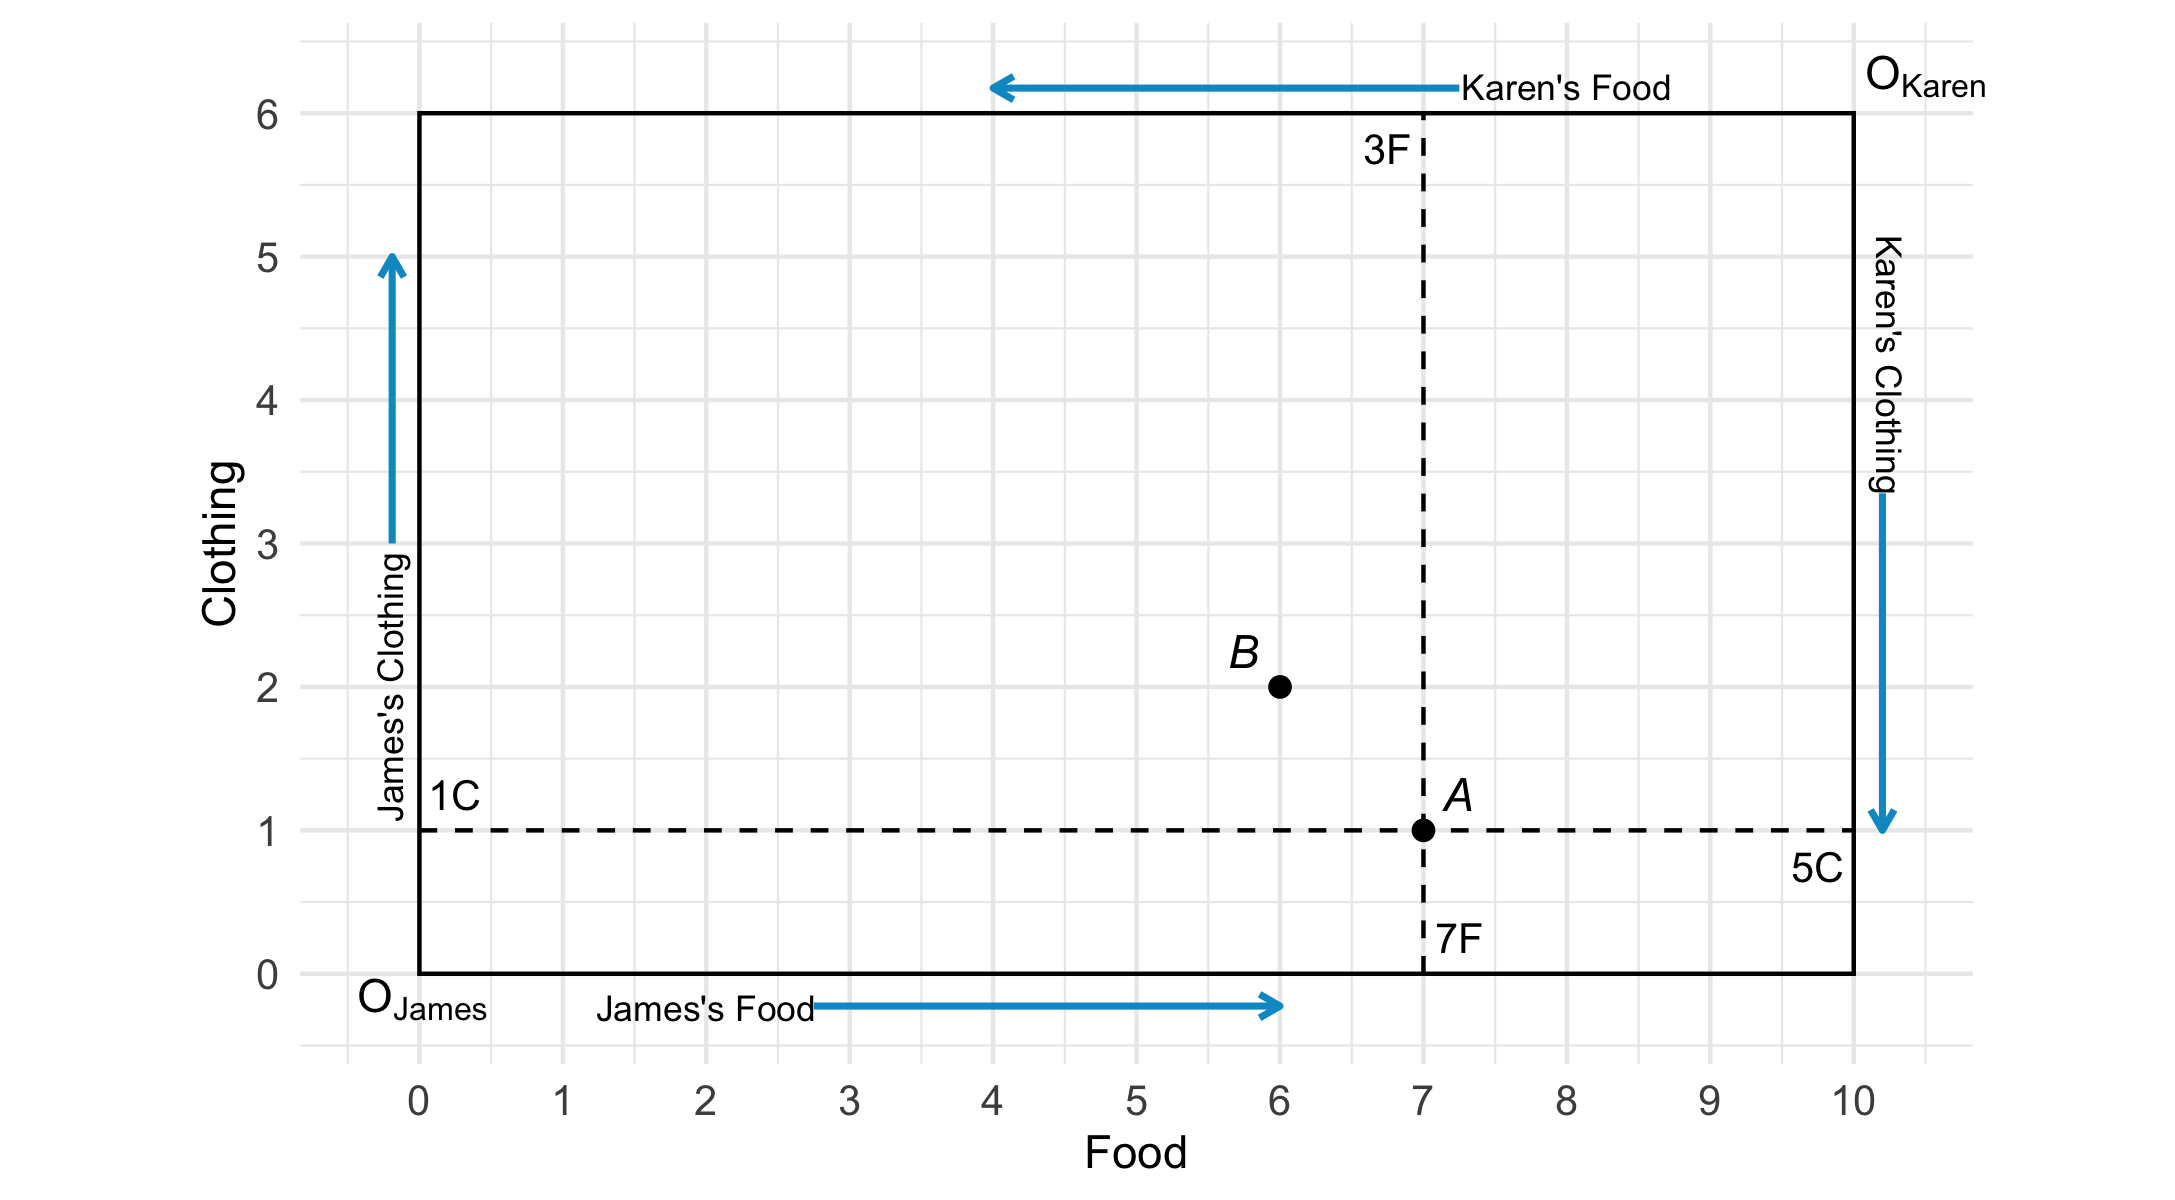 Karen's Food
OKaren
6
3F
5
Karen's Clothing
4
Clothing
3
James's Clothing
B
2
1C
A
1
5C
7F
0
OJames
James's Food
0 1 2 3 4 5 6 7 8 9 10
Food